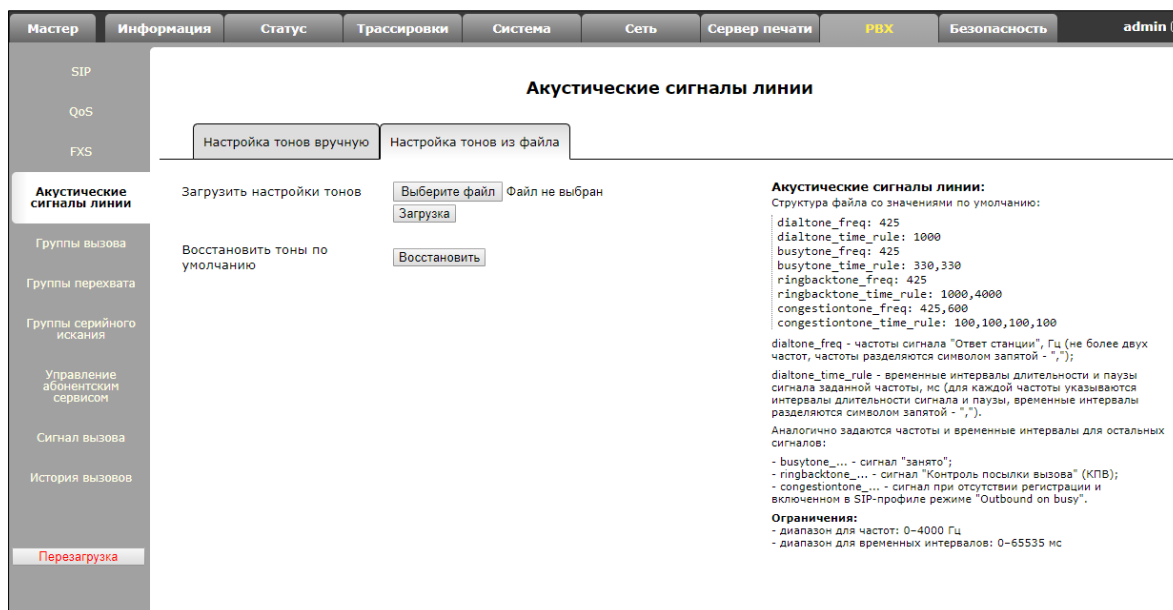 Мастер Информация Статус Трассировки Система Сеть Сервер печати PBX Безопасность admin
SIP
QoS
FXS
Акустические
сигналы линии
Группы вызова
Группы перехвата
Группы серийного
искания
Управление
абонентским
сервисом
Сигнал вызова
История вызовов
Перезагрузка
Акустические сигналы линии
Настройка тонов вручную Настройка тонов из файла
Загрузить настройки тонов Выберите файл Файл не выбран
Загрузка
Восстановить тоны по
умолчанию
Восстановить
Акустические сигналы линии:
Структура файла со значениями по умолчанию:
dialtone_freq: 425
dialtone_time_rule: 1000
busytone_freq: 425
busytone_time_rule: 330,330
ringbacktone_freq: 425
ringbacktone_time_rule: 1000,4000
congestiontone_freq: 425,600
congestiontone_time_rule: 100,100,100,100
dialtone_freq - частоты сигнала "Ответ станции", Гц (не более двух
частот, частоты разделяются символом запятой - ",");
dialtone_time_rule - временные интервалы длительности и паузы
сигнала заданной частоты, мс (для каждой частоты указываются
интервалы длительности сигнала и паузы, временные интервалы
разделяются символом запятой - ",").
Аналогично задаются частоты и временные интервалы для остальных
сигналов:
- busytone_... - сигнал "занято";
- ringbacktone_... - сигнал "Контроль посылки вызова" (КПВ);
- congestiontone_... - сигнал при отсутствии регистрации и
включенном в SIP-профиле режиме "Outbound on busy".
Ограничения:
- диапазон для частот: 0–4000 Гц
- диапазон для временных интервалов: 0–65535 мс